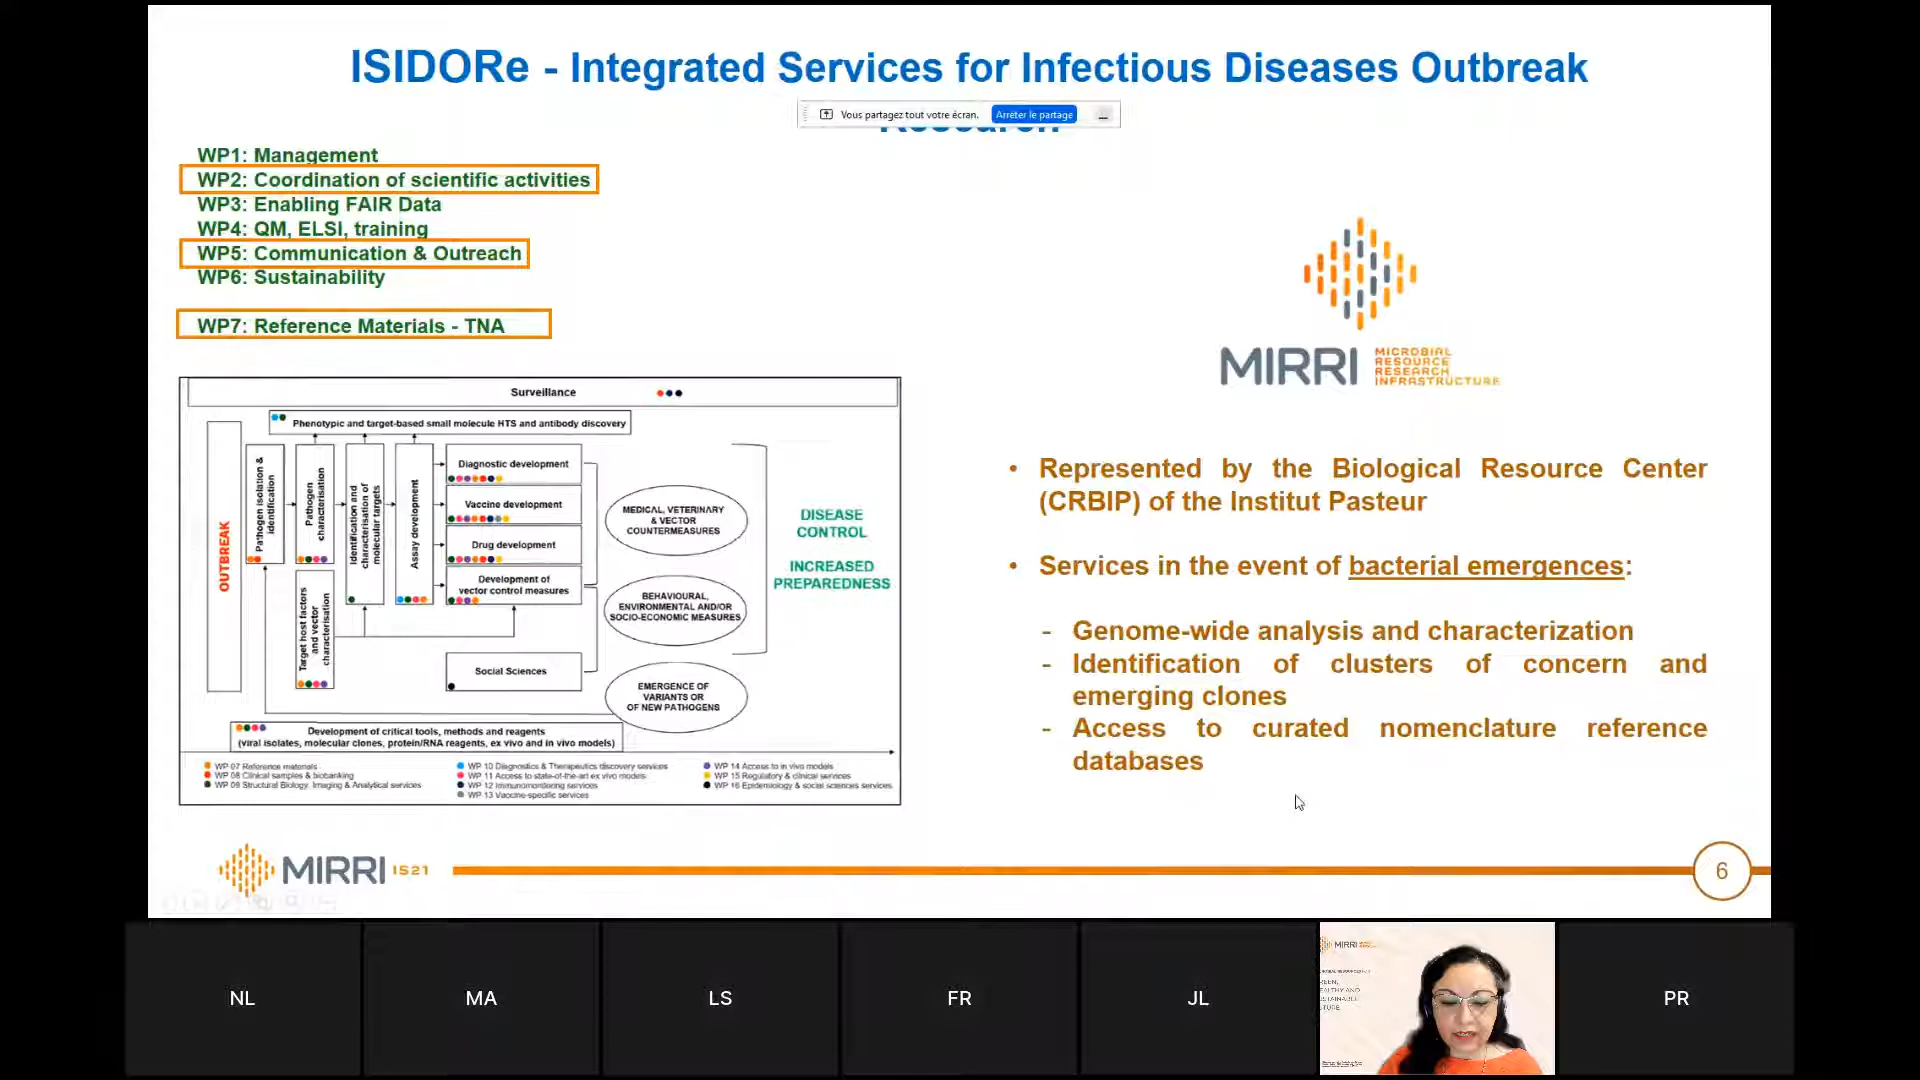 ISIDORe - Integrated Services for Infectious Diseases Outbreak
Research
Vous partagez tout votre écran. Arrêter le partage
WP1: Management
WP2: Coordination of scientific activities
WP3: Enabling FAIR Data
WP4: QM, ELSI, training
WP5: Communication & Outreach
WP6: Sustainability
WP7: Reference Materials - TNA
Surveillance
Phenotypic and target-based small molecule HTS and antibody discovery
OUTBREAK
Pathogen isolation &
identification
Pathogen
characterisation
Identification and
characterisation of
molecular targets
Assay development
Target host factors
and vector
characterisation
Diagnostic development
Vaccine development
Drug development
Development of
vector control measures
Social Sciences
MEDICAL, VETERINARY
& VECTOR
COUNTERMEASURES
BEHAVIOURAL,
ENVIRONMENTAL AND/OR
SOCIO-ECONOMIC MEASURES
EMERGENCE OF
VARIANTS OR
OF NEW PATHOGENS
DISEASE
CONTROL
INCREASED
PREPAREDNESS
Development of critical tools, methods and reagents
(viral isolates, molecular clones, protein/RNA reagents, ex vivo and in vivo models)
WP 07 Reference materials
WP 08 Clinical samples & biobanking
WP 09 Structural Biology, Imaging & Analytical services
WP 10 Diagnostics & Therapeutics discovery services
WP 11 Access to state-of-the-art ex vivo models
WP 12 Immunomonitoring services
WP 13 Vaccine-specific services
WP 14 Access to in vivo models
WP 15 Regulatory & clinical services
WP 16 Epidemiology & social sciences services
MIRRI
MICROBIAL
RESOURCE
RESEARCH
INFRASTRUCTURE
• Represented by the Biological Resource Center
(CRBIP) of the Institut Pasteur
• Services in the event of bacterial emergences:
- Genome-wide analysis and characterization
- Identification of clusters of concern and
emerging clones
- Access to curated nomenclature reference
databases
MIRRI IS21
6
NL
MA
LS
FR
JL
MIRRI
PR